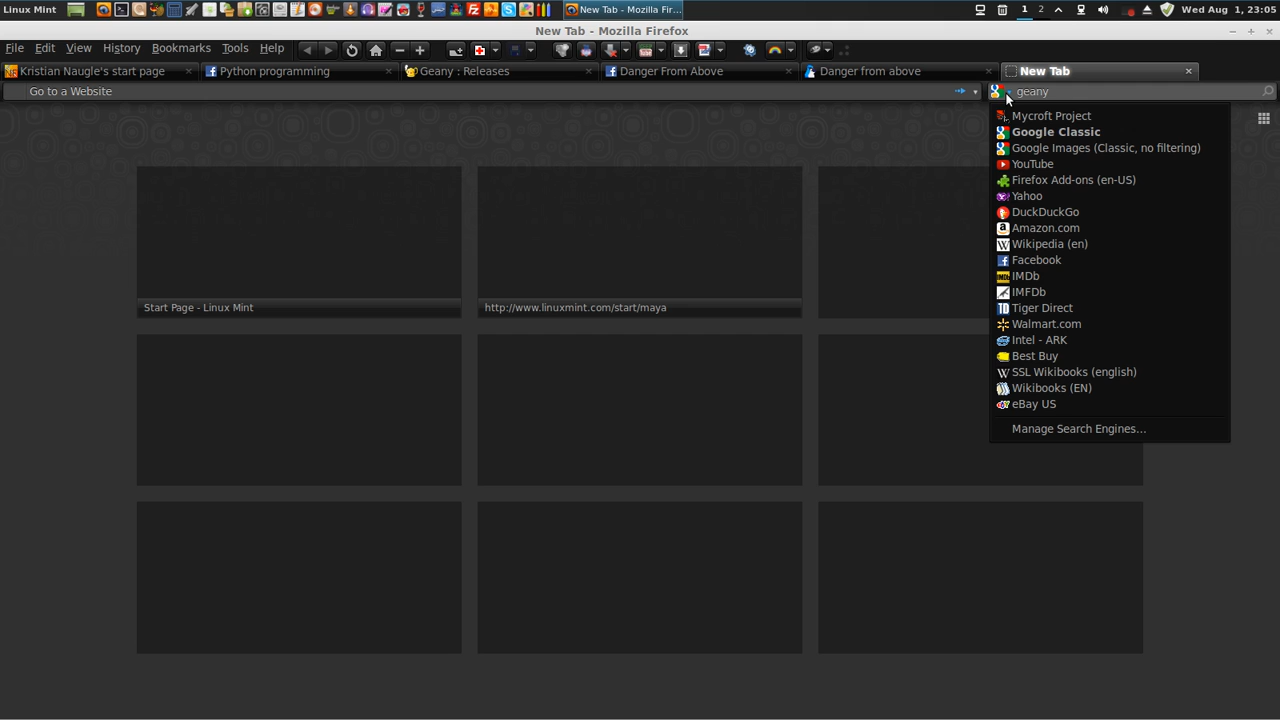 Linux Mint
New Tab - Mozilla Fir...
1 2
Wed Aug 1, 23:05
New Tab - Mozilla Firefox
File Edit View History Bookmarks Tools Help
Kristian Naugle's start page
Python programming
Geany : Releases
Danger From Above
Danger from above
New Tab
Go to a Website
geany
Mycroft Project
Google Classic
Google Images (Classic, no filtering)
YouTube
Firefox Add-ons (en-US)
Yahoo
DuckDuckGo
Amazon.com
Wikipedia (en)
Facebook
IMDb
IMFDb
Tiger Direct
Walmart.com
Intel - ARK
Best Buy
SSL Wikibooks (english)
Wikibooks (EN)
eBay US
Manage Search Engines...
Start Page - Linux Mint
http://www.linuxmint.com/start/maya